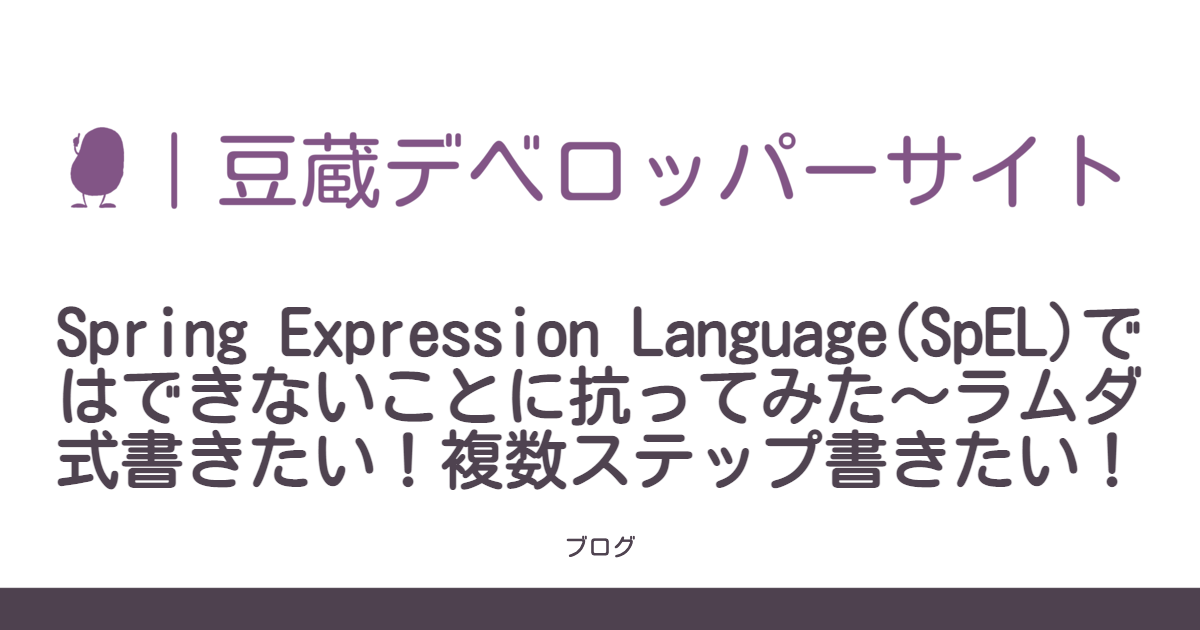 |豆蔵デベロッパーサイト
Spring Expression Language(SpEL)で
はできないことに抗ってみた～ラムダ
式書きたい！複数ステップ書きたい！
ブログ